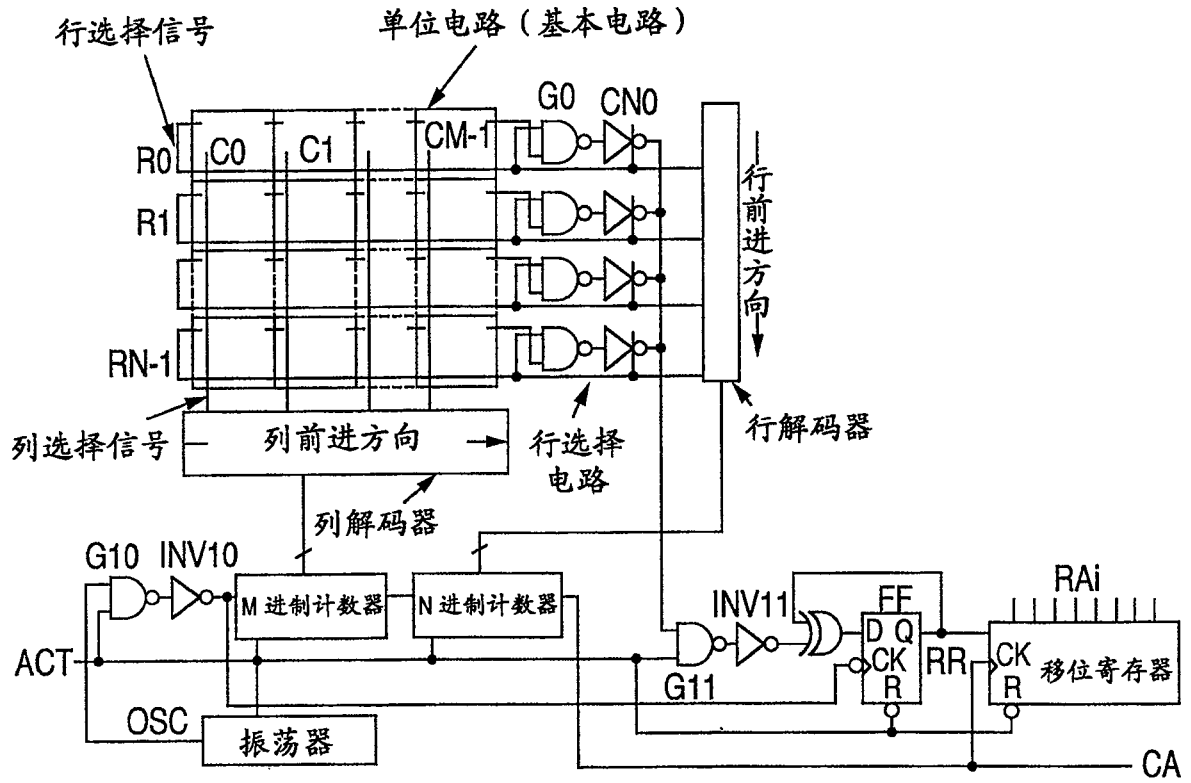 行选择信号
单位电路（基本电路）
G0
CN0
R0
C0
C1
CM-1
R1
RN-1
行前进方向
列选择信号
列前进方向
行选择
电路
行解码器
列解码器
G10
INV10
M 进制计数器
N 进制计数器
INV11
FF
RAi
D Q
CK
R
RR
CK
R
移位寄存器
ACT
G11
OSC
振荡器
CA